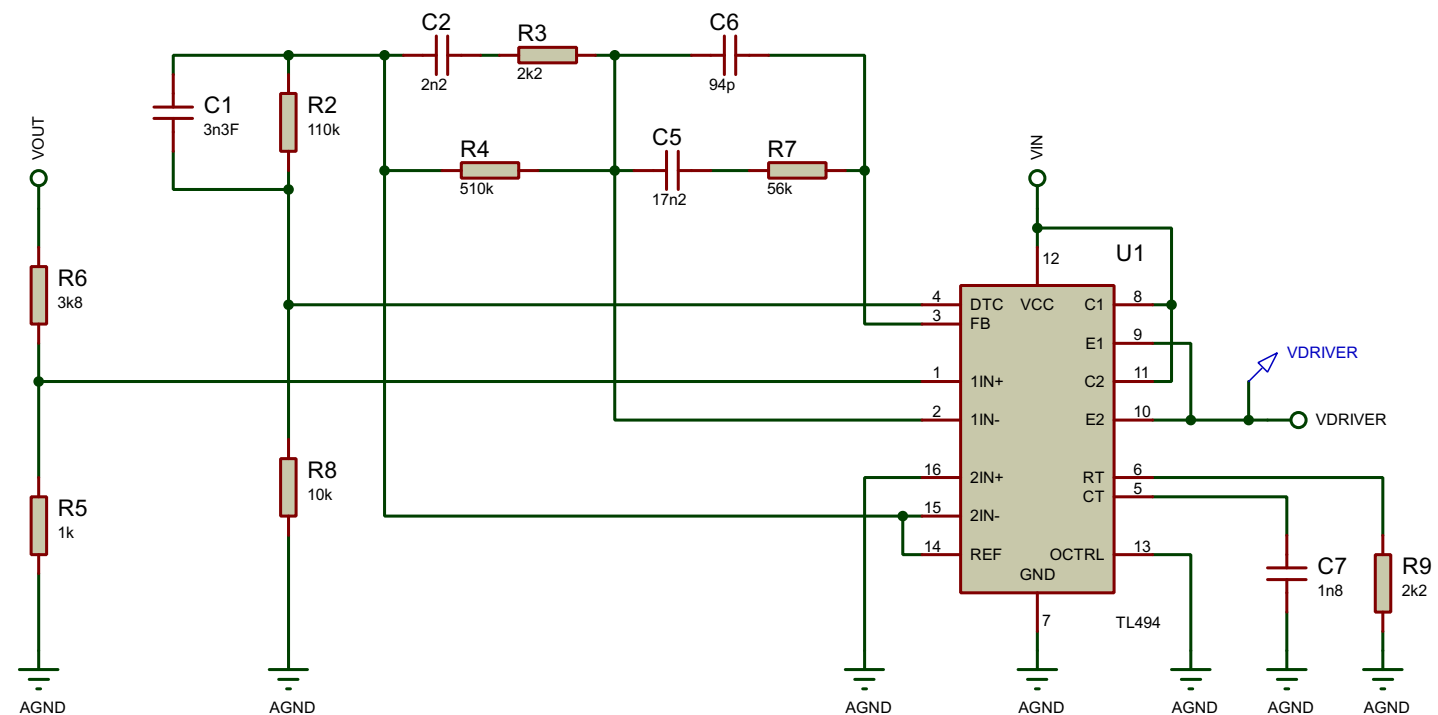 C2
2n2
R3
2k2
C6
94p
C1
3n3F
R2
110k
R4
510k
C5
17n2
R7
56k
VOUT
VIN
R6
3k8
R5
1k
R8
10k
U1
12
VCC
4 DTC
3 FB
1 1IN+
2 1IN-
16 2IN+
15 2IN-
14 REF
C1 8
E1 9
C2 11
E2 10
RT 6
CT 5
OCTRL 13
GND
7
TL494
VDRIVER
VDRIVER
C7
1n8
R9
2k2
AGND
AGND
AGND
AGND
AGND
AGND
AGND